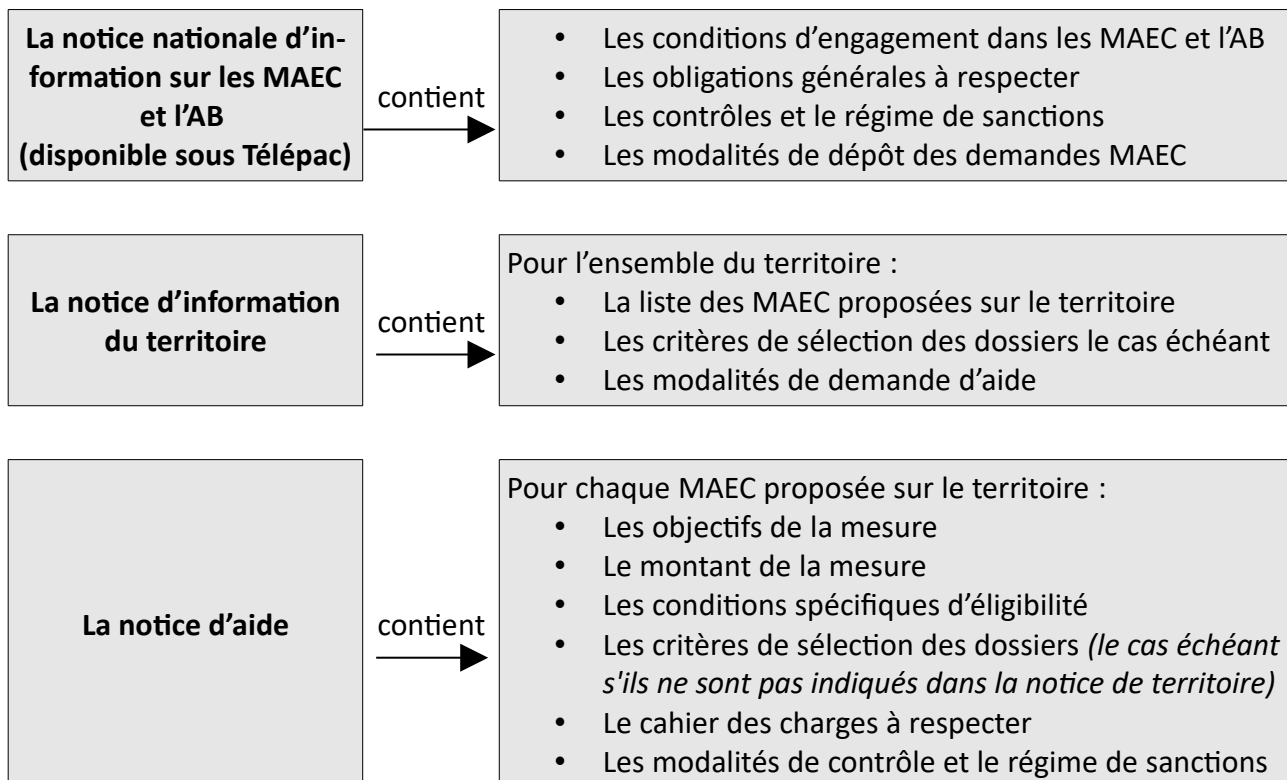 La notice nationale d’in-
formation sur les MAEC
et l’AB
(disponible sous Télépac)
contient
• Les conditions d’engagement dans les MAEC et l’AB
• Les obligations générales à respecter
• Les contrôles et le régime de sanctions
• Les modalités de dépôt des demandes MAEC
La notice d’information
du territoire
contient
Pour l’ensemble du territoire :
• La liste des MAEC proposées sur le territoire
• Les critères de sélection des dossiers le cas échéant
• Les modalités de demande d’aide
La notice d’aide
contient
Pour chaque MAEC proposée sur le territoire :
• Les objectifs de la mesure
• Le montant de la mesure
• Les conditions spécifiques d’éligibilité
• Les critères de sélection des dossiers (le cas échéant
s'ils ne sont pas indiqués dans la notice de territoire)
• Le cahier des charges à respecter
• Les modalités de contrôle et le régime de sanctions